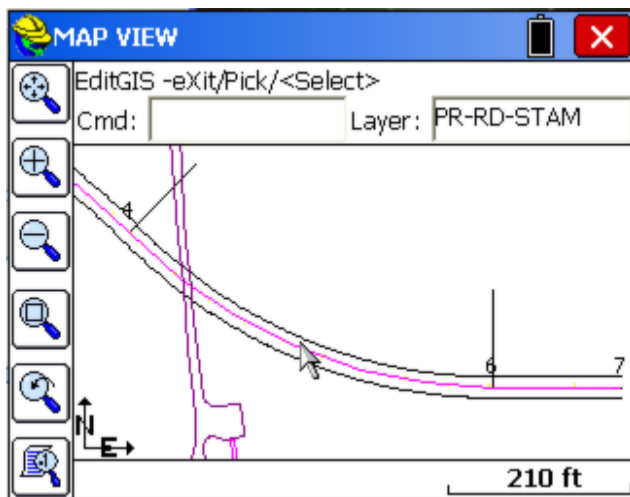 MAP VIEW
EditGIS -eXit/Pick/<Select>
Cmd: Layer: PR-RD-STAM
4
6 7
N
E
210 ft